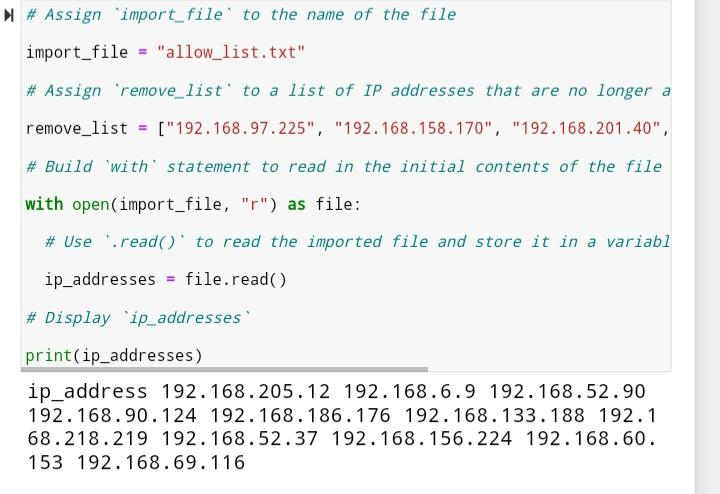 # Assign `import_file` to the name of the file
import_file = "allow_list.txt"
# Assign `remove_list` to a list of IP addresses that are no longer a
remove_list = ["192.168.97.225", "192.168.158.170", "192.168.201.40",
# Build `with` statement to read in the initial contents of the file
with open(import_file, "r") as file:
  # Use `.read()` to read the imported file and store it in a variabl
  ip_addresses = file.read()
# Display `ip_addresses`
print(ip_addresses)
ip_address 192.168.205.12 192.168.6.9 192.168.52.90
192.168.90.124 192.168.186.176 192.168.133.188 192.1
68.218.219 192.168.52.37 192.168.156.224 192.168.60.
153 192.168.69.116